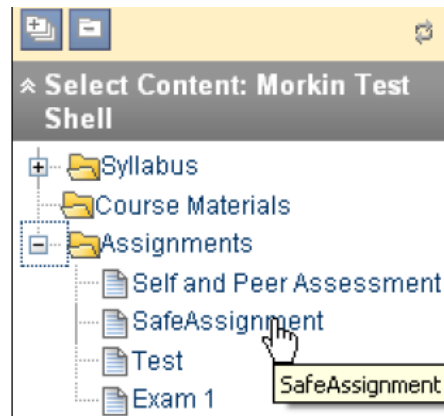 Select Content: Morkin Test
Shell
Syllabus
Course Materials
Assignments
Self and Peer Assessment
SafeAssignment
Test
SafeAssignment
Exam 1